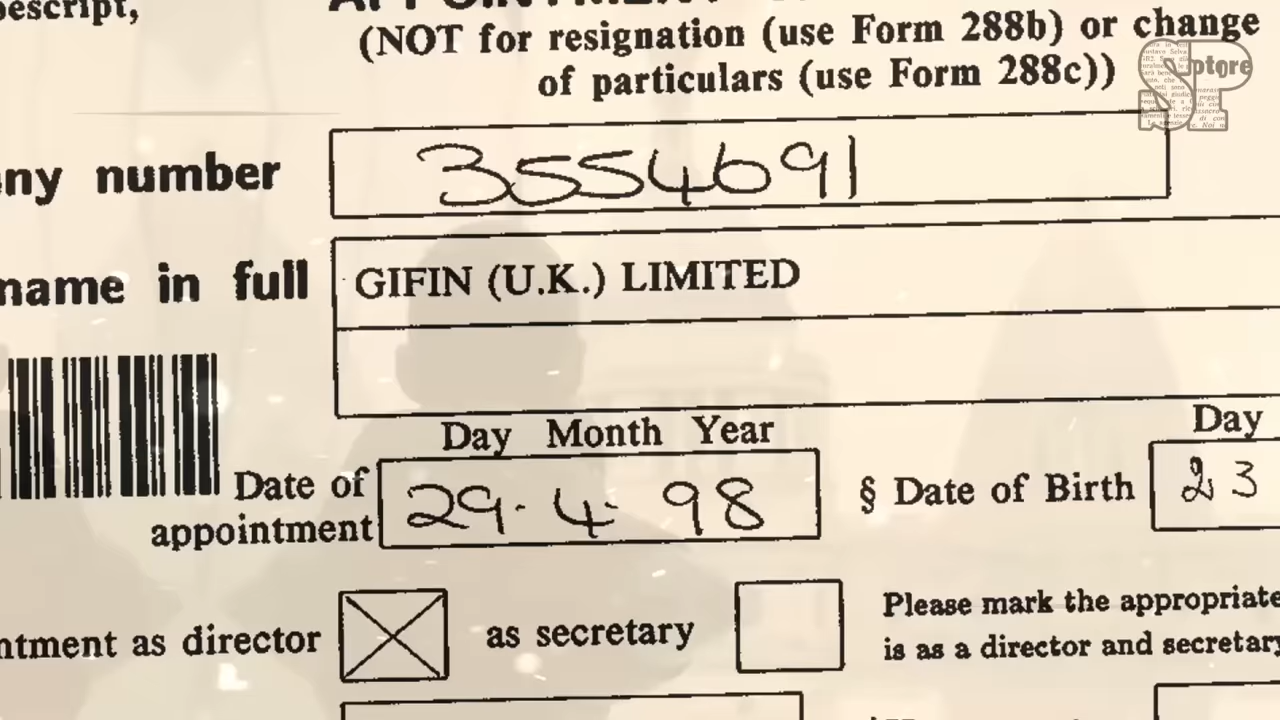 (NOT for resignation (use Form 288b) or change
of particulars (use Form 288c))
number 3554691
name in full GIFIN (U.K.) LIMITED
Day Month Year
Day
Date of
appointment
29·4·98
§ Date of Birth 23
as director
as secretary
Please mark the appropriate
is as a director and secretary